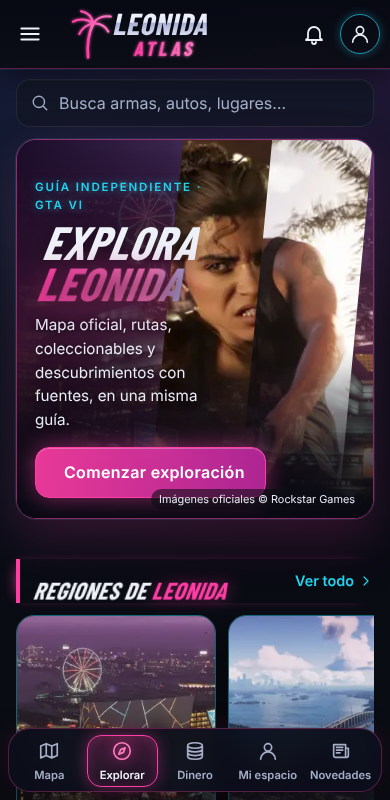 LEONIDA
ATLAS
Busca armas, autos, lugares...
GUÍA INDEPENDIENTE ·
GTA VI
EXPLORA
LEONIDA
Mapa oficial, rutas,
coleccionables y
descubrimientos con
fuentes, en una misma
guía.
Comenzar exploración
Imágenes oficiales © Rockstar Games
REGIONES DE LEONIDA
Ver todo
Mapa
Explorar
Dinero
Mi espacio
Novedades